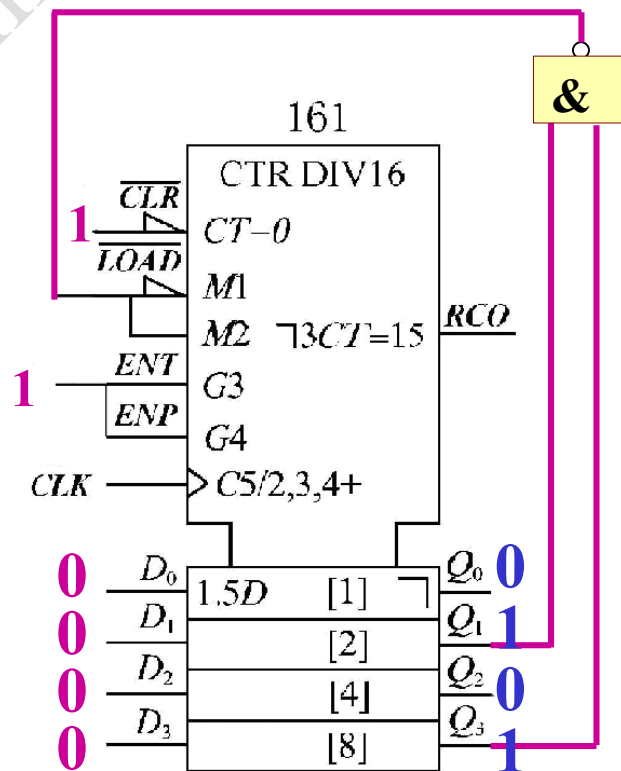 &
161
CTR DIV16
CLR
1 CT-0
LOAD
M1
M2 ┐3CT=15 RCO
1 ENT G3
ENP G4
CLK C5/2,3,4+
0 D₀ 1.5D [1] ┐ Q₀ 0
0 D₁ [2] Q₁ 1
0 D₂ [4] Q₂ 0
0 D₃ [8] Q₃ 1